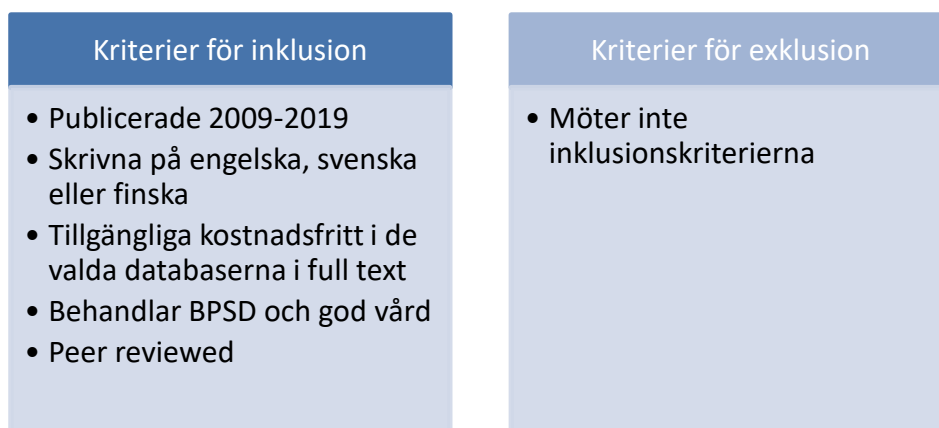 Kriterier för inklusion
• Publicerade 2009-2019
• Skrivna på engelska, svenska
eller finska
• Tillgängliga kostnadsfritt i de
valda databaserna i full text
• Behandlar BPSD och god vård
• Peer reviewed
Kriterier för exklusion
• Möter inte
inklusionskriterierna